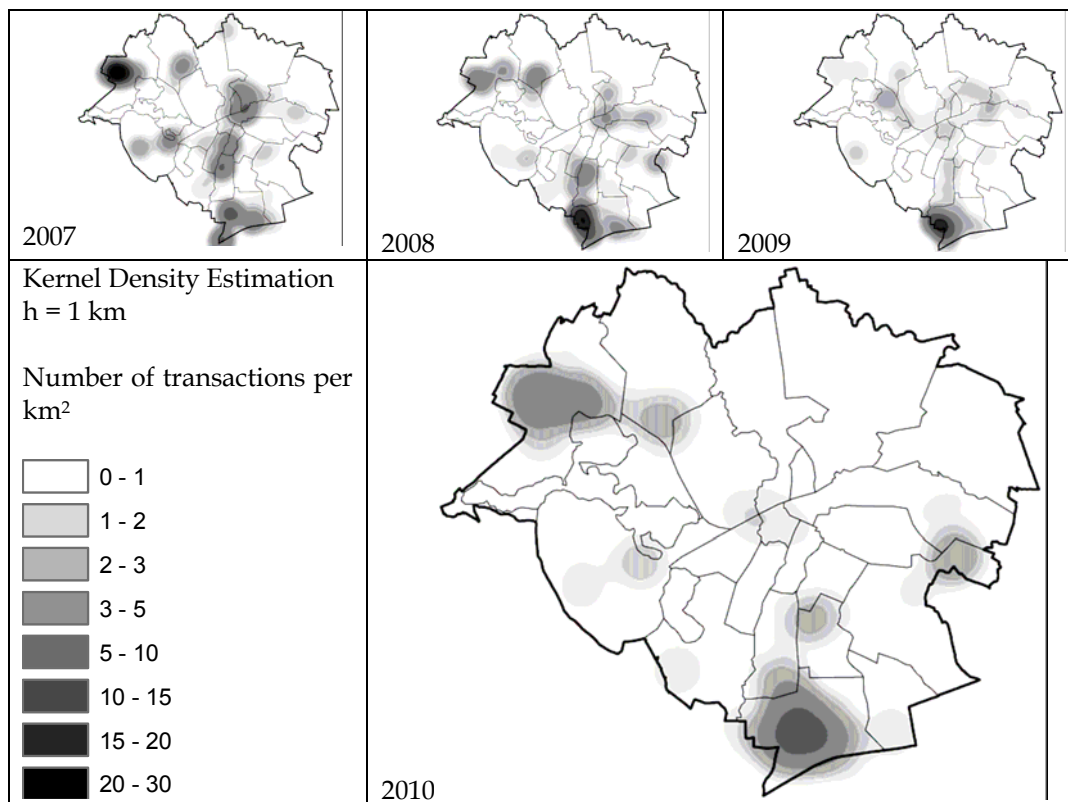 2007
2008
2009
Kernel Density Estimation
h = 1 km
Number of transactions per
km²
0 - 1
1 - 2
2 - 3
3 - 5
5 - 10
10 - 15
15 - 20
20 - 30
2010